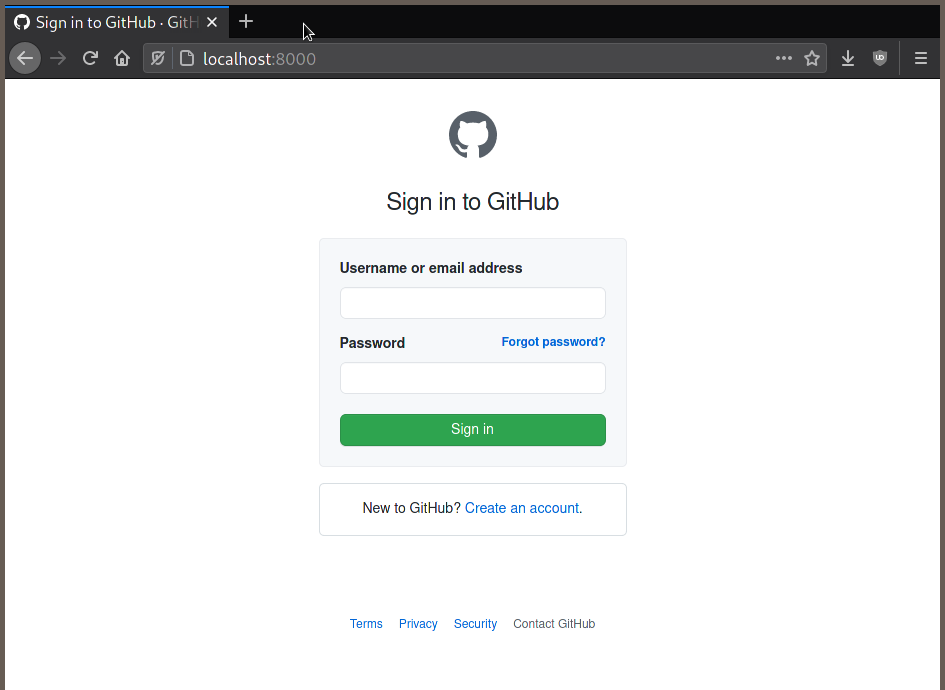 Sign in to GitHub · GitH
localhost:8000
Sign in to GitHub
Username or email address
Password Forgot password?
Sign in
New to GitHub? Create an account.
Terms Privacy Security Contact GitHub